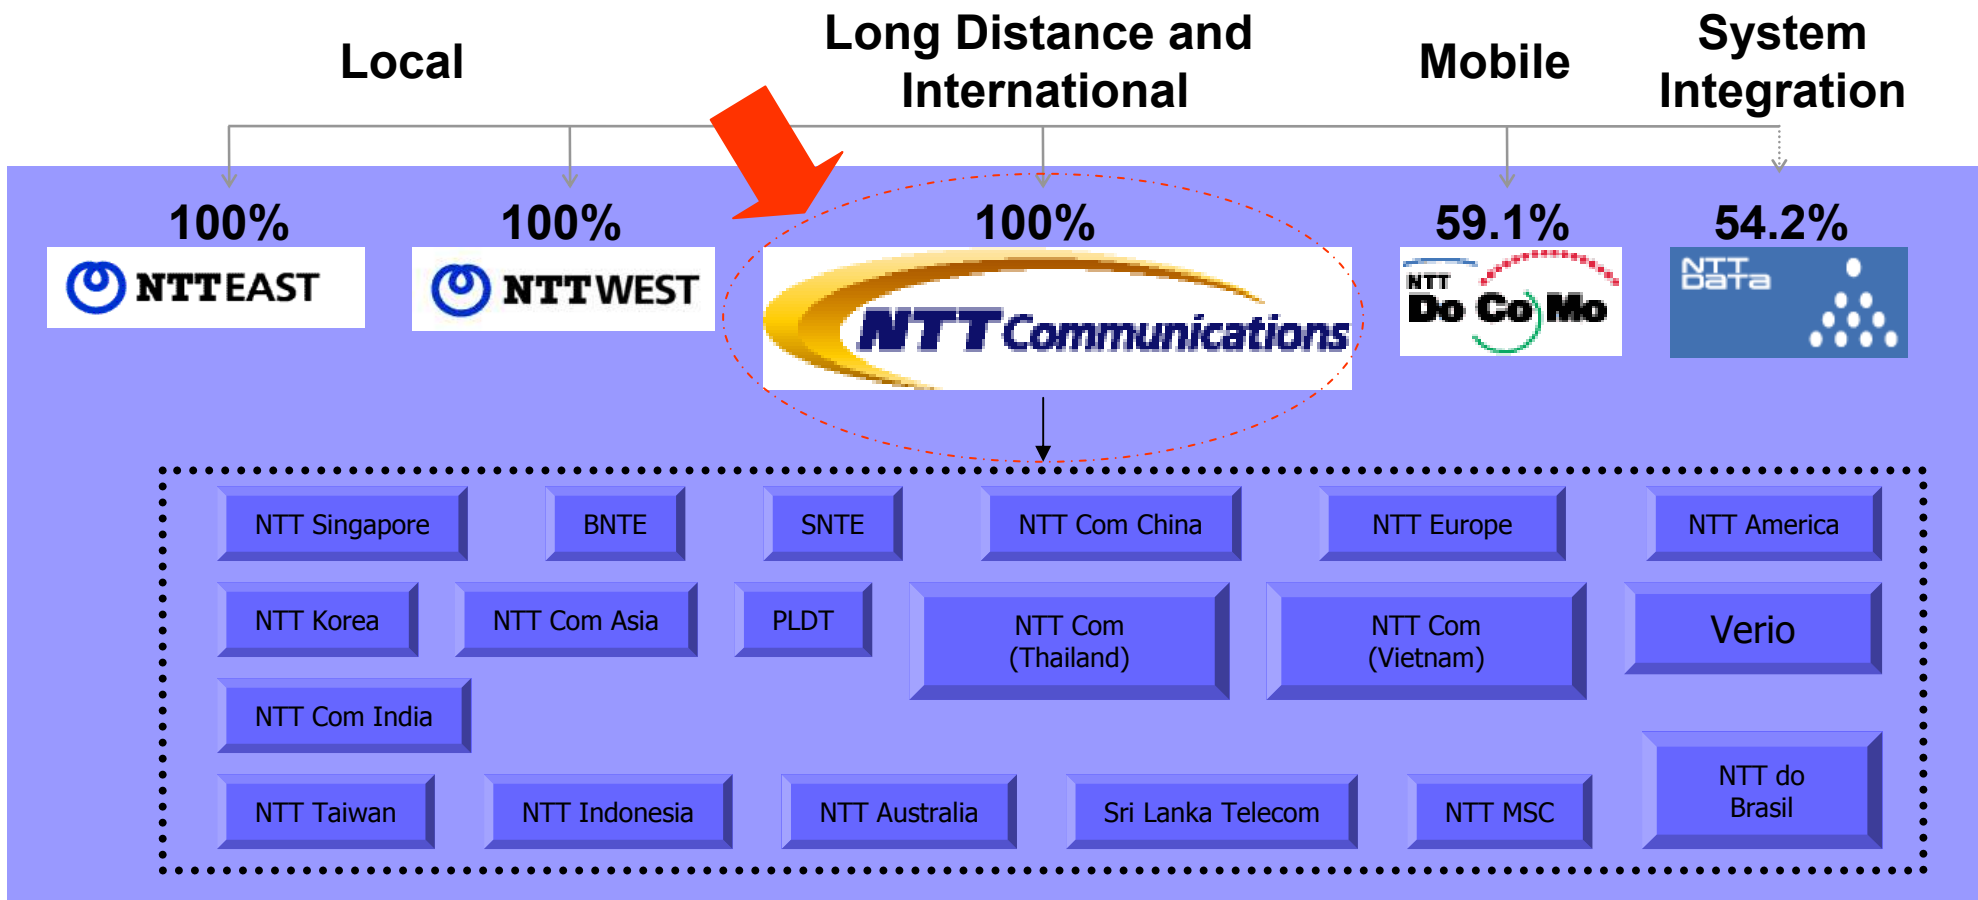 Local
Long Distance and
International
Mobile
System
Integration
100%
100%
100%
59.1%
54.2%
NTT EAST
NTT WEST
NTT Communications
NTT
Do Co Mo
NTT
Data
NTT Singapore
BNTE
SNTE
NTT Com China
NTT Europe
NTT America
NTT Korea
NTT Com Asia
PLDT
NTT Com
(Thailand)
NTT Com
(Vietnam)
Verio
NTT Com India
NTT Taiwan
NTT Indonesia
NTT Australia
Sri Lanka Telecom
NTT MSC
NTT do
Brasil